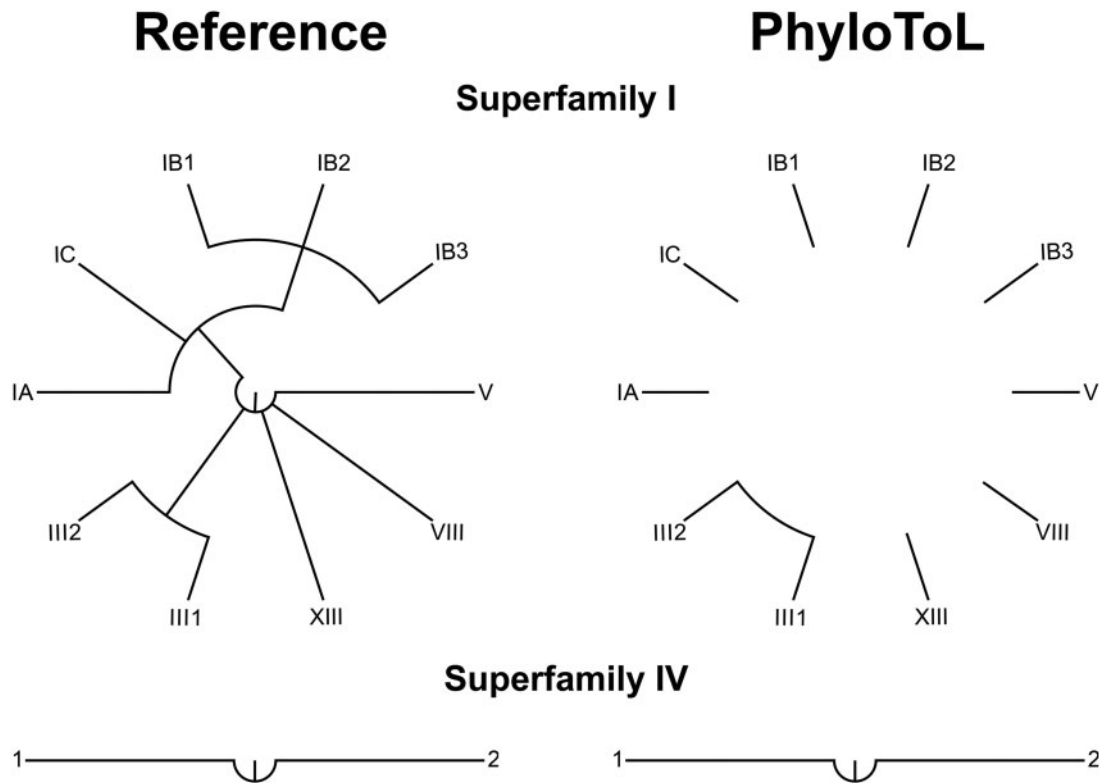 Reference PhyloToL
Superfamily I
IB1 IB2 IB1 IB2
IC IB3 IC IB3
IA V IA V
III2 VIII III2 VIII
III1 XIII III1 XIII
Superfamily IV
1 2 1 2